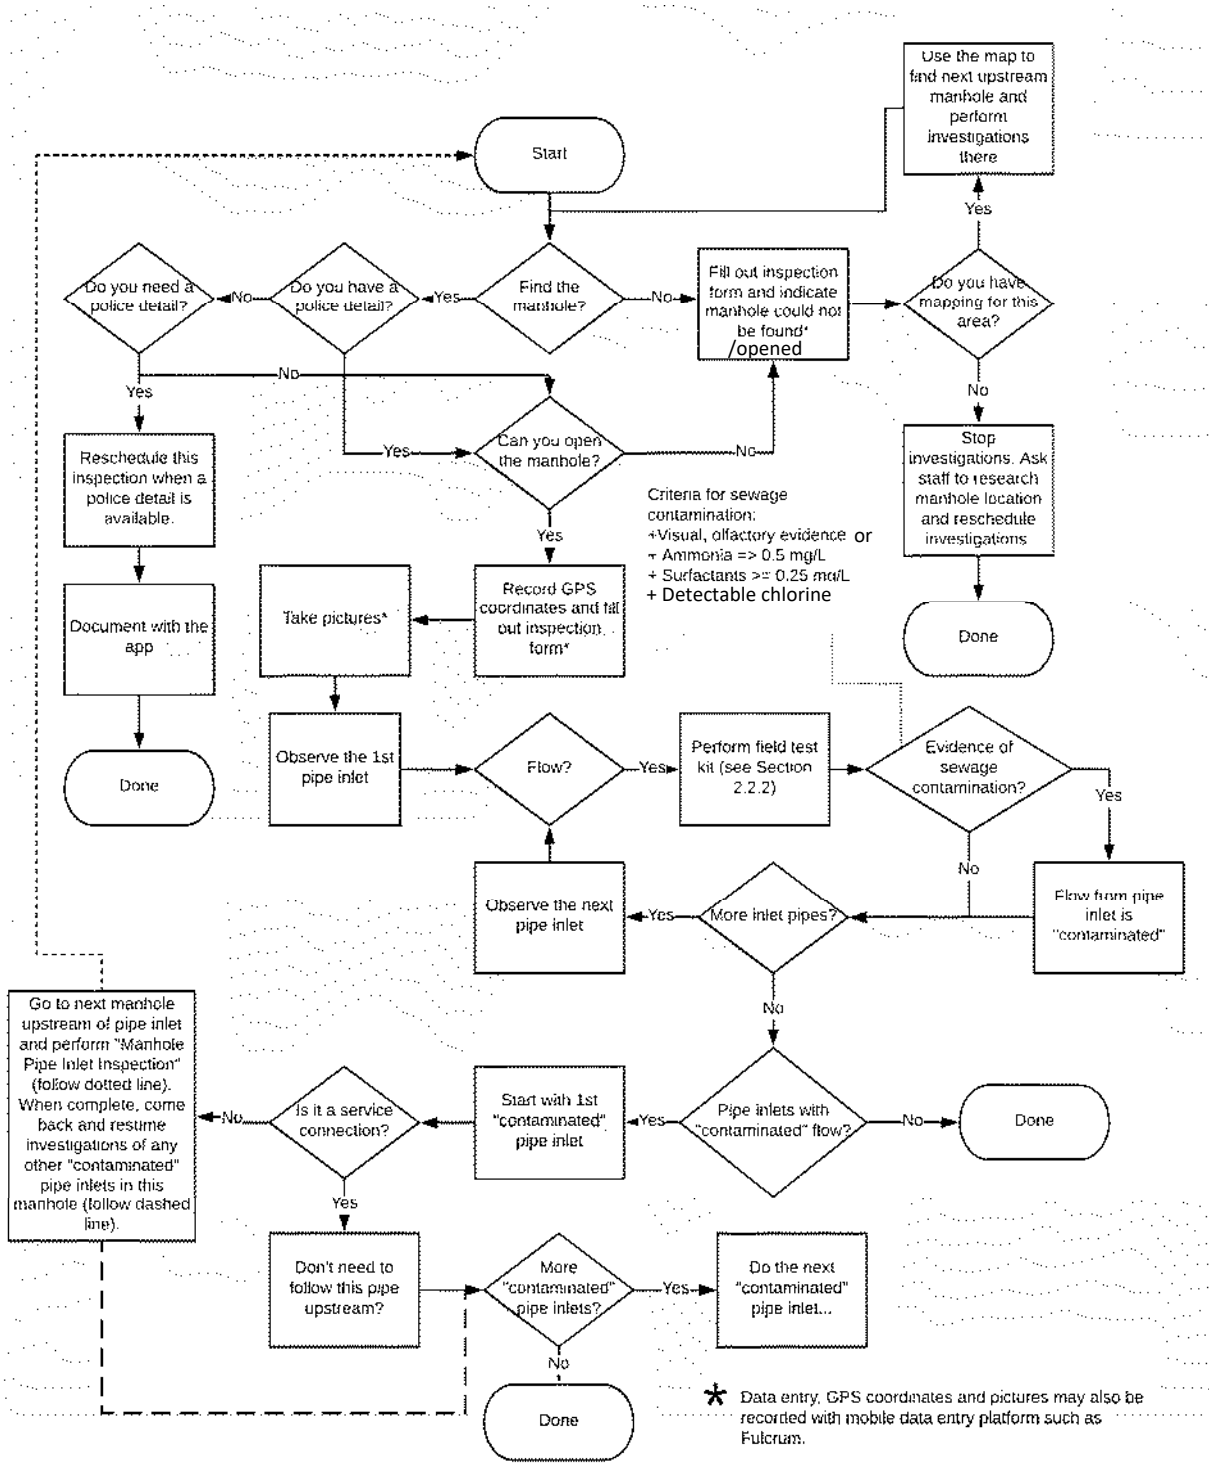 Use the map to
find next upstream
manhole and
perform
investigations
there
Start
Yes
Do you need a
police detail?
No
Do you have a
police detail?
Yes
Find the
manhole?
No
Fill out inspection
form and indicate
manhole could not
be found*
/opened
Do you have
mapping for this
area?
No
Yes
No
Can you open
the manhole?
Yes
No
Reschedule this
inspection when a
police detail is
available.
Stop
investigations. Ask
staff to research
manhole location
and reschedule
investigations
Criteria for sewage
contamination:
+Visual, olfactory evidence or
+ Ammonia => 0.5 mg/L
+ Surfactants >= 0.25 mg/L
+ Detectable chlorine
Yes
Document with the
app
Take pictures*
Record GPS
coordinates and fill
out inspection
form*
Done
Done
Observe the 1st
pipe inlet
Flow?
Yes
Perform field test
kit (see Section
2.2.2)
Evidence of
sewage
contamination?
Yes
No
Observe the next
pipe inlet
Yes
More inlet pipes?
Flow from pipe
inlet is
"contaminated"
No
Go to next manhole
upstream of pipe inlet
and perform "Manhole
Pipe Inlet Inspection"
(follow dotted line).
When complete, come
back and resume
investigations of any
other "contaminated"
pipe inlets in this
manhole (follow dashed
line).
No
Is it a service
connection?
Start with 1st
"contaminated"
pipe inlet
Yes
Pipe inlets with
"contaminated" flow?
No
Done
Yes
Don't need to
follow this pipe
upstream?
More
"contaminated"
pipe inlets?
Yes
Do the next
"contaminated"
pipe inlet...
No
Done
* Data entry, GPS coordinates and pictures may also be
recorded with mobile data entry platform such as
Fulcrum.